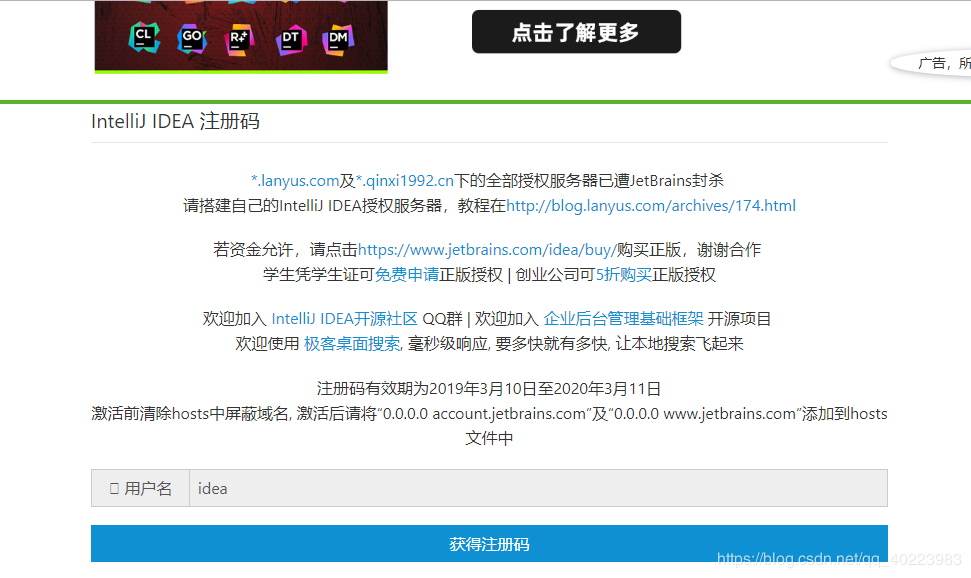 CL GO R+ DT DM
点击了解更多
广告，所
IntelliJ IDEA 注册码
*.lanyus.com及*.qinxi1992.cn下的全部授权服务器已遭JetBrains封杀
请搭建自己的IntelliJ IDEA授权服务器，教程在http://blog.lanyus.com/archives/174.html
若资金允许，请点击https://www.jetbrains.com/idea/buy/购买正版，谢谢合作
学生凭学生证可免费申请正版授权 | 创业公司可5折购买正版授权
欢迎加入 IntelliJ IDEA开源社区 QQ群 | 欢迎加入 企业后台管理基础框架 开源项目
欢迎使用 极客桌面搜索, 毫秒级响应, 要多快就有多快, 让本地搜索飞起来
注册码有效期为2019年3月10日至2020年3月11日
激活前清除hosts中屏蔽域名, 激活后请将“0.0.0.0 account.jetbrains.com”及“0.0.0.0 www.jetbrains.com”添加到hosts
文件中
用户名 idea
获得注册码
https://blog.csdn.net/qq_40223983